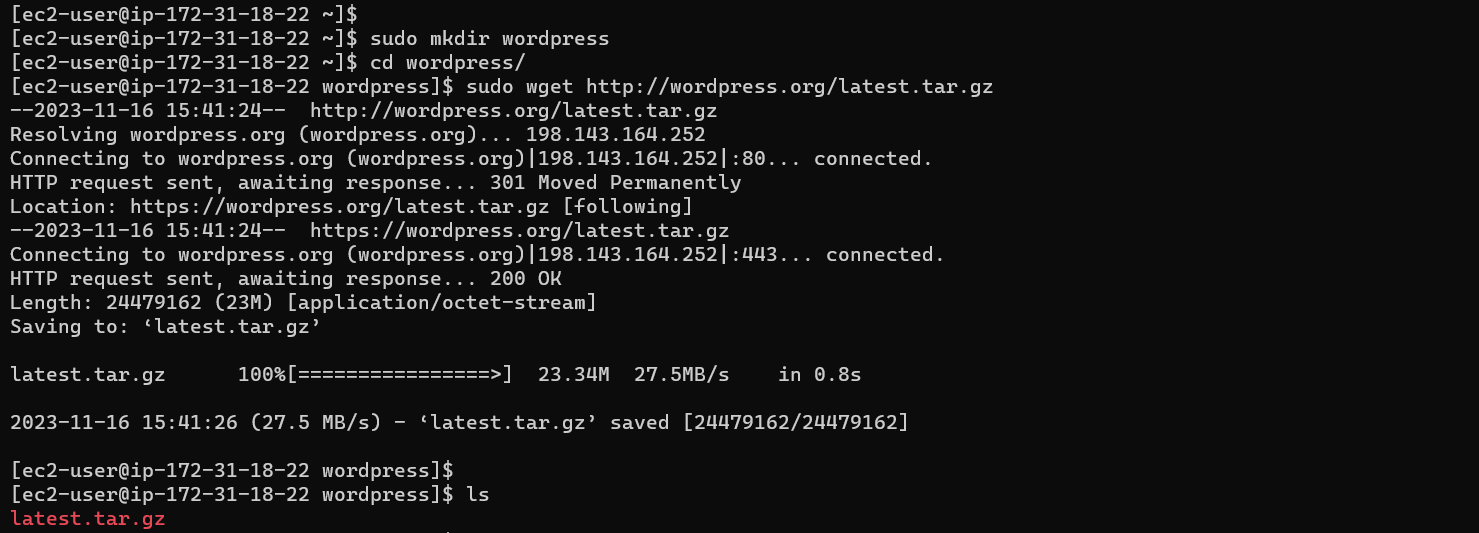 [ec2-user@ip-172-31-18-22 ~]$
[ec2-user@ip-172-31-18-22 ~]$ sudo mkdir wordpress
[ec2-user@ip-172-31-18-22 ~]$ cd wordpress/
[ec2-user@ip-172-31-18-22 wordpress]$ sudo wget http://wordpress.org/latest.tar.gz
--2023-11-16 15:41:24--  http://wordpress.org/latest.tar.gz
Resolving wordpress.org (wordpress.org)... 198.143.164.252
Connecting to wordpress.org (wordpress.org)|198.143.164.252|:80... connected.
HTTP request sent, awaiting response... 301 Moved Permanently
Location: https://wordpress.org/latest.tar.gz [following]
--2023-11-16 15:41:24--  https://wordpress.org/latest.tar.gz
Connecting to wordpress.org (wordpress.org)|198.143.164.252|:443... connected.
HTTP request sent, awaiting response... 200 OK
Length: 24479162 (23M) [application/octet-stream]
Saving to: ‘latest.tar.gz’
latest.tar.gz      100%[================>]  23.34M  27.5MB/s    in 0.8s
2023-11-16 15:41:26 (27.5 MB/s) - ‘latest.tar.gz’ saved [24479162/24479162]
[ec2-user@ip-172-31-18-22 wordpress]$
[ec2-user@ip-172-31-18-22 wordpress]$ ls
latest.tar.gz